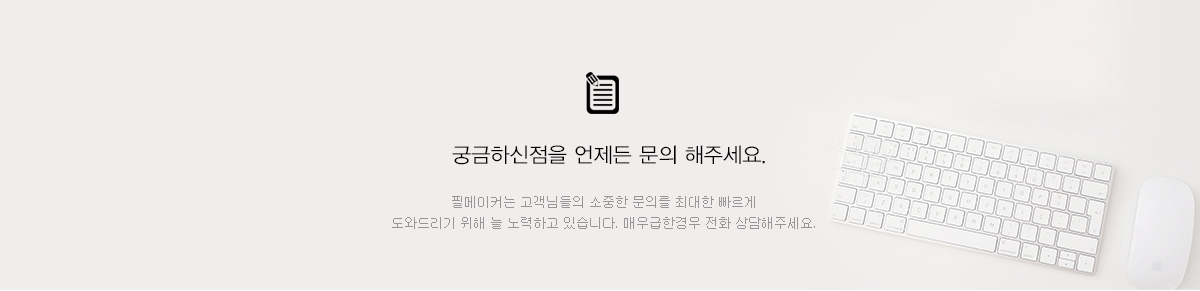 궁금하신점을 언제든 문의 해주세요.
필메이커는 고객님들의 소중한 문의를 최대한 빠르게
도와드리기 위해 늘 노력하고 있습니다. 매우급한경우 전화 상담해주세요.